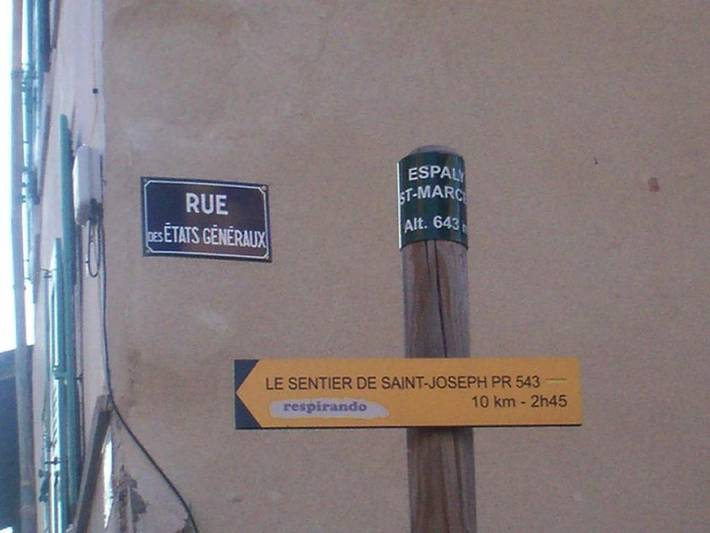 RUE
DES ÉTATS GÉNÉRAUX
ESPALY
ST-MARCEL
Alt. 643 m
LE SENTIER DE SAINT-JOSEPH PR 543
respirando
10 km - 2h45